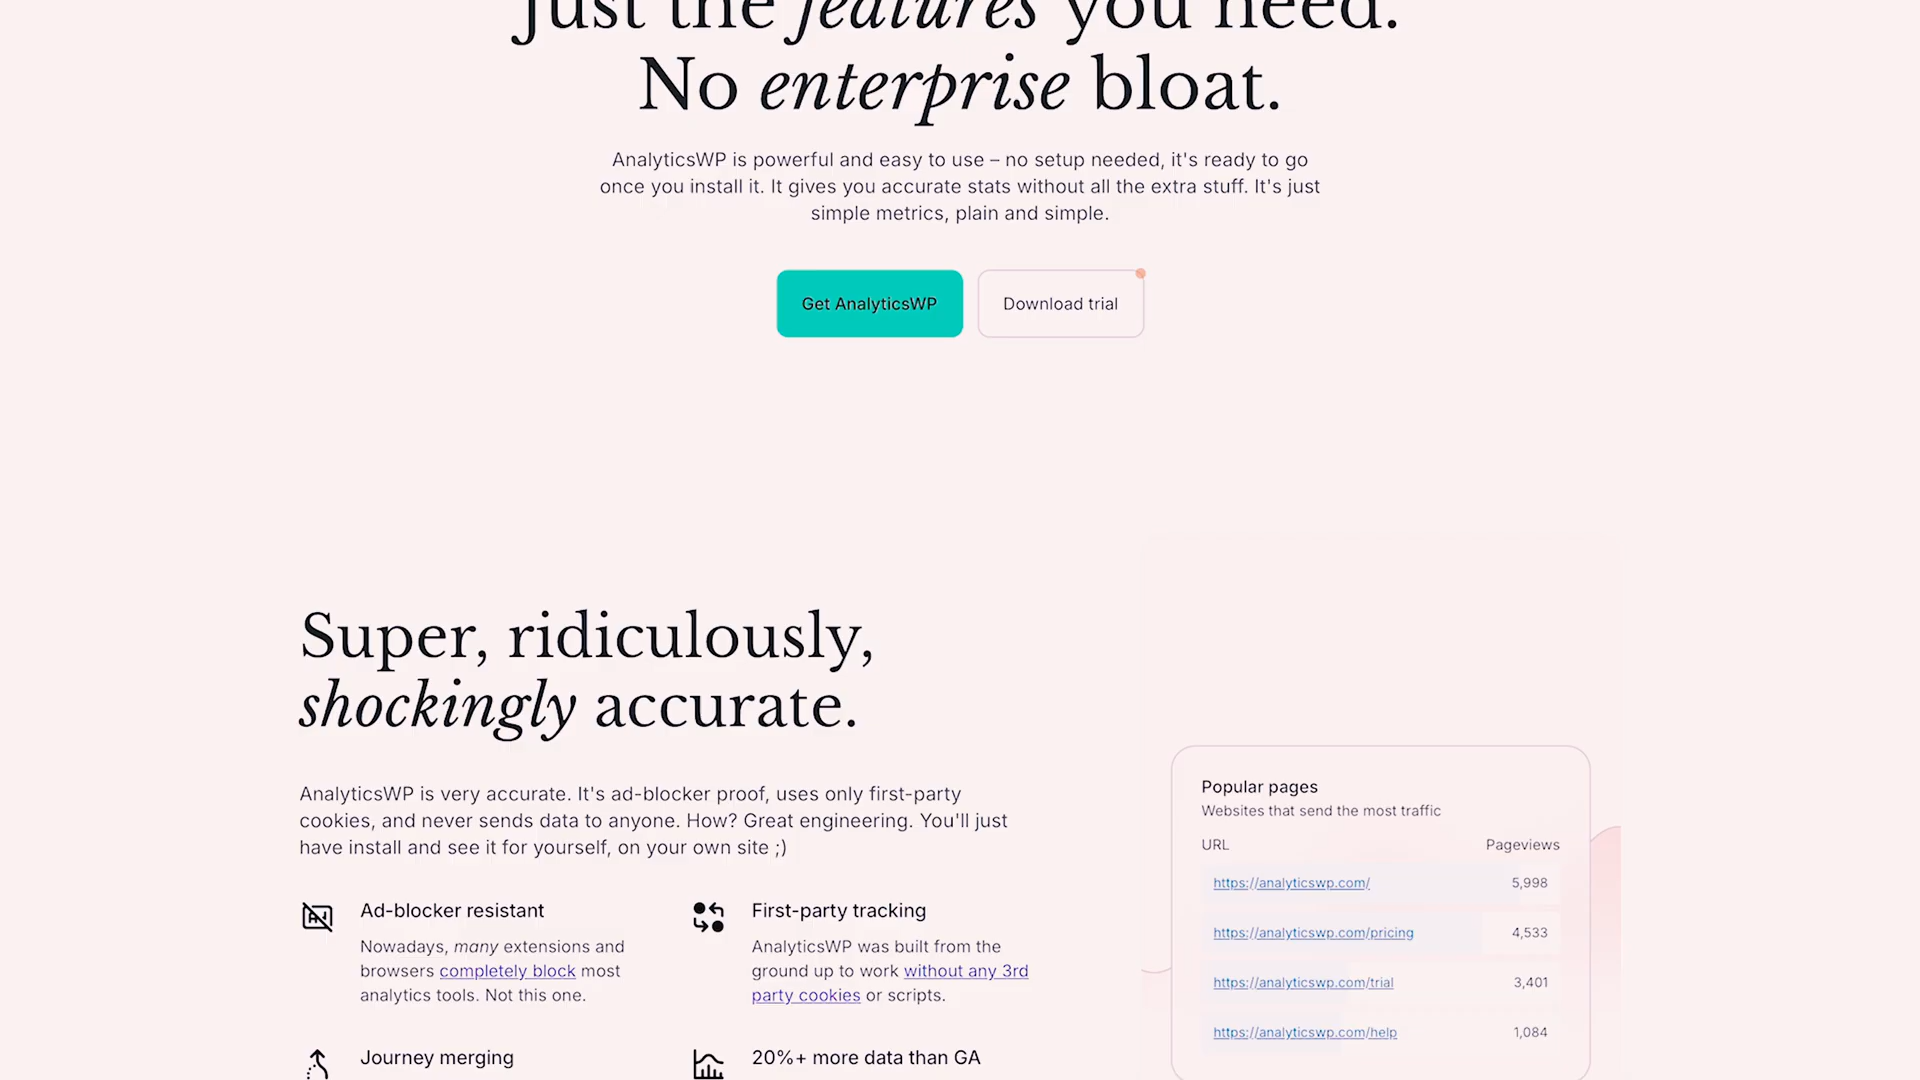 Just the features you need.
No enterprise bloat.
AnalyticsWP is powerful and easy to use – no setup needed, it's ready to go
once you install it. It gives you accurate stats without all the extra stuff. It's just
simple metrics, plain and simple.
Get AnalyticsWP
Download trial
Super, ridiculously,
shockingly accurate.
AnalyticsWP is very accurate. It's ad-blocker proof, uses only first-party
cookies, and never sends data to anyone. How? Great engineering. You'll just
have install and see it for yourself, on your own site ;)
Ad-blocker resistant
Nowadays, many extensions and
browsers completely block most
analytics tools. Not this one.
First-party tracking
AnalyticsWP was built from the
ground up to work without any 3rd
party cookies or scripts.
Journey merging
20%+ more data than GA
Popular pages
Websites that send the most traffic
URL Pageviews
https://analyticswp.com/ 5,998
https://analyticswp.com/pricing 4,533
https://analyticswp.com/trial 3,401
https://analyticswp.com/help 1,084